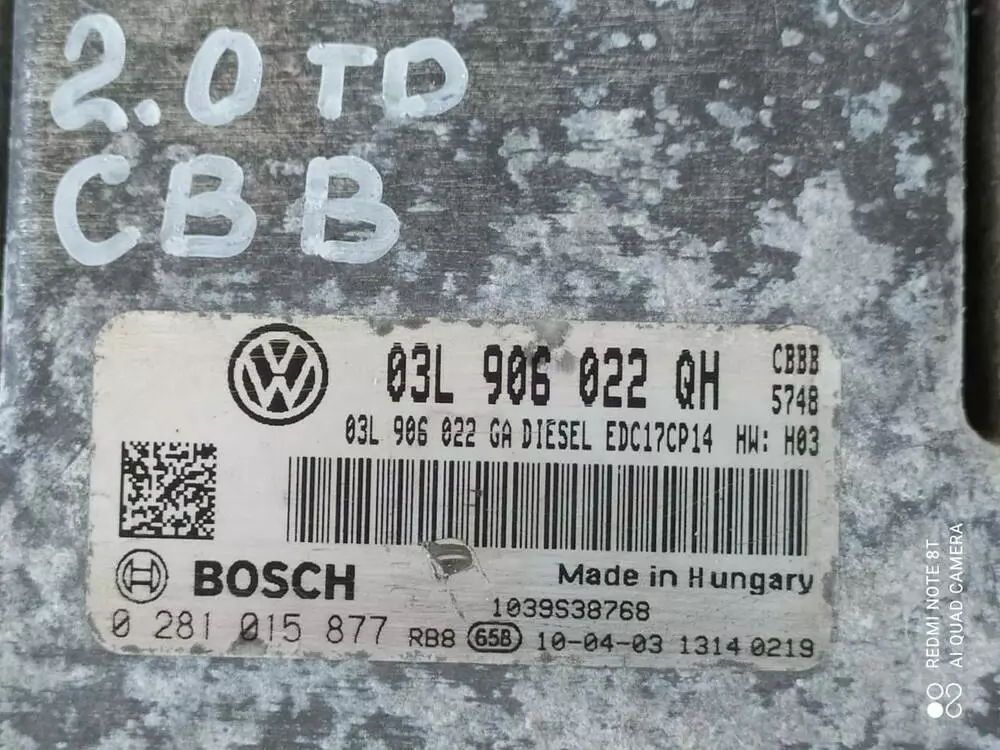 2.0 TD
CBB
03L 906 022 QH CBBB
5748
03L 906 022 GA DIESEL EDC17CP14 HW: H03
BOSCH
Made in Hungary
1039S38768
0 281 015 877 RB8 65B 10-04-03 1314 0219
REDMI NOTE 8T
AI QUAD CAMERA